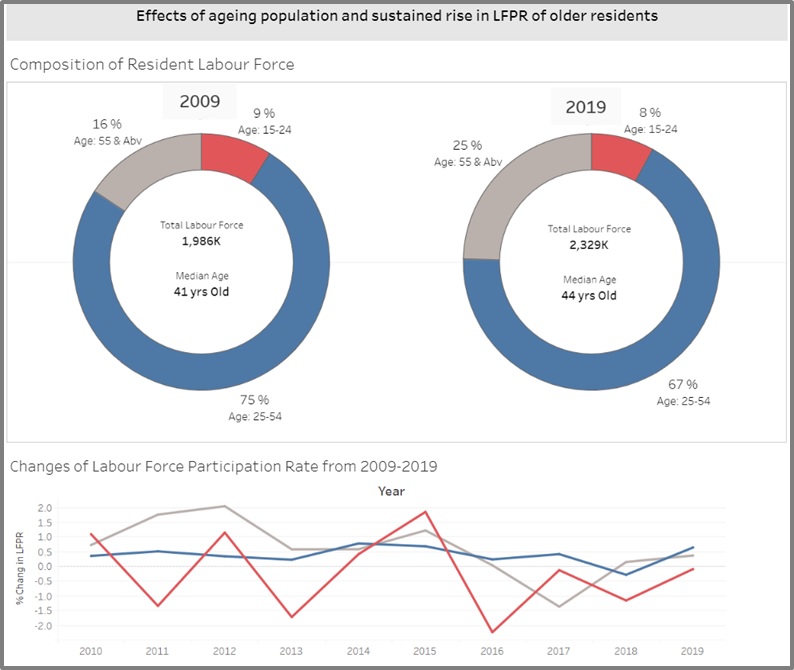 Effects of ageing population and sustained rise in LFPR of older residents
Composition of Resident Labour Force
2009
16 %
Age: 55 & Abv
9 %
Age: 15-24
Total Labour Force
1,986K
Median Age
41 yrs Old
75 %
Age: 25-54
2019
25 %
Age: 55 & Abv
8 %
Age: 15-24
Total Labour Force
2,329K
Median Age
44 yrs Old
67 %
Age: 25-54
Changes of Labour Force Participation Rate from 2009-2019
Year
% Chang in LFPR
2.0
1.5
1.0
0.5
0.0
-0.5
-1.0
-1.5
-2.0
2010 2011 2012 2013 2014 2015 2016 2017 2018 2019